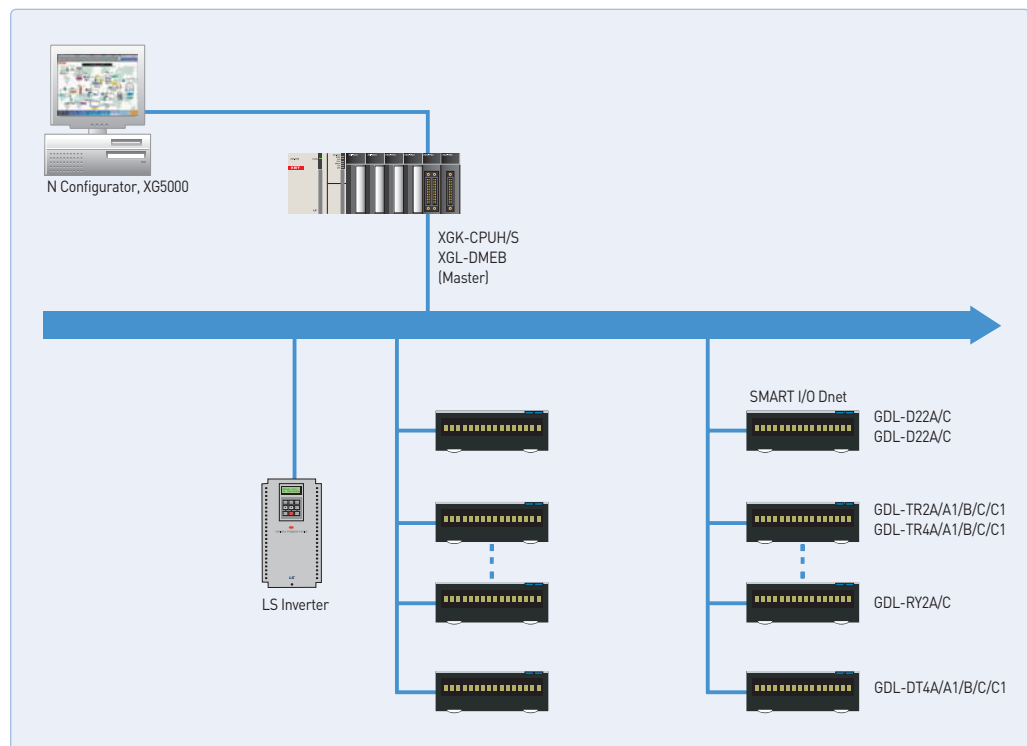 N Configurator, XG5000
XGK-CPUH/S
XGL-DMEB
(Master)
SMART I/O Dnet
GDL-D22A/C
GDL-D22A/C
GDL-TR2A/A1/B/C/C1
GDL-TR4A/A1/B/C/C1
LS Inverter
GDL-RY2A/C
GDL-DT4A/A1/B/C/C1